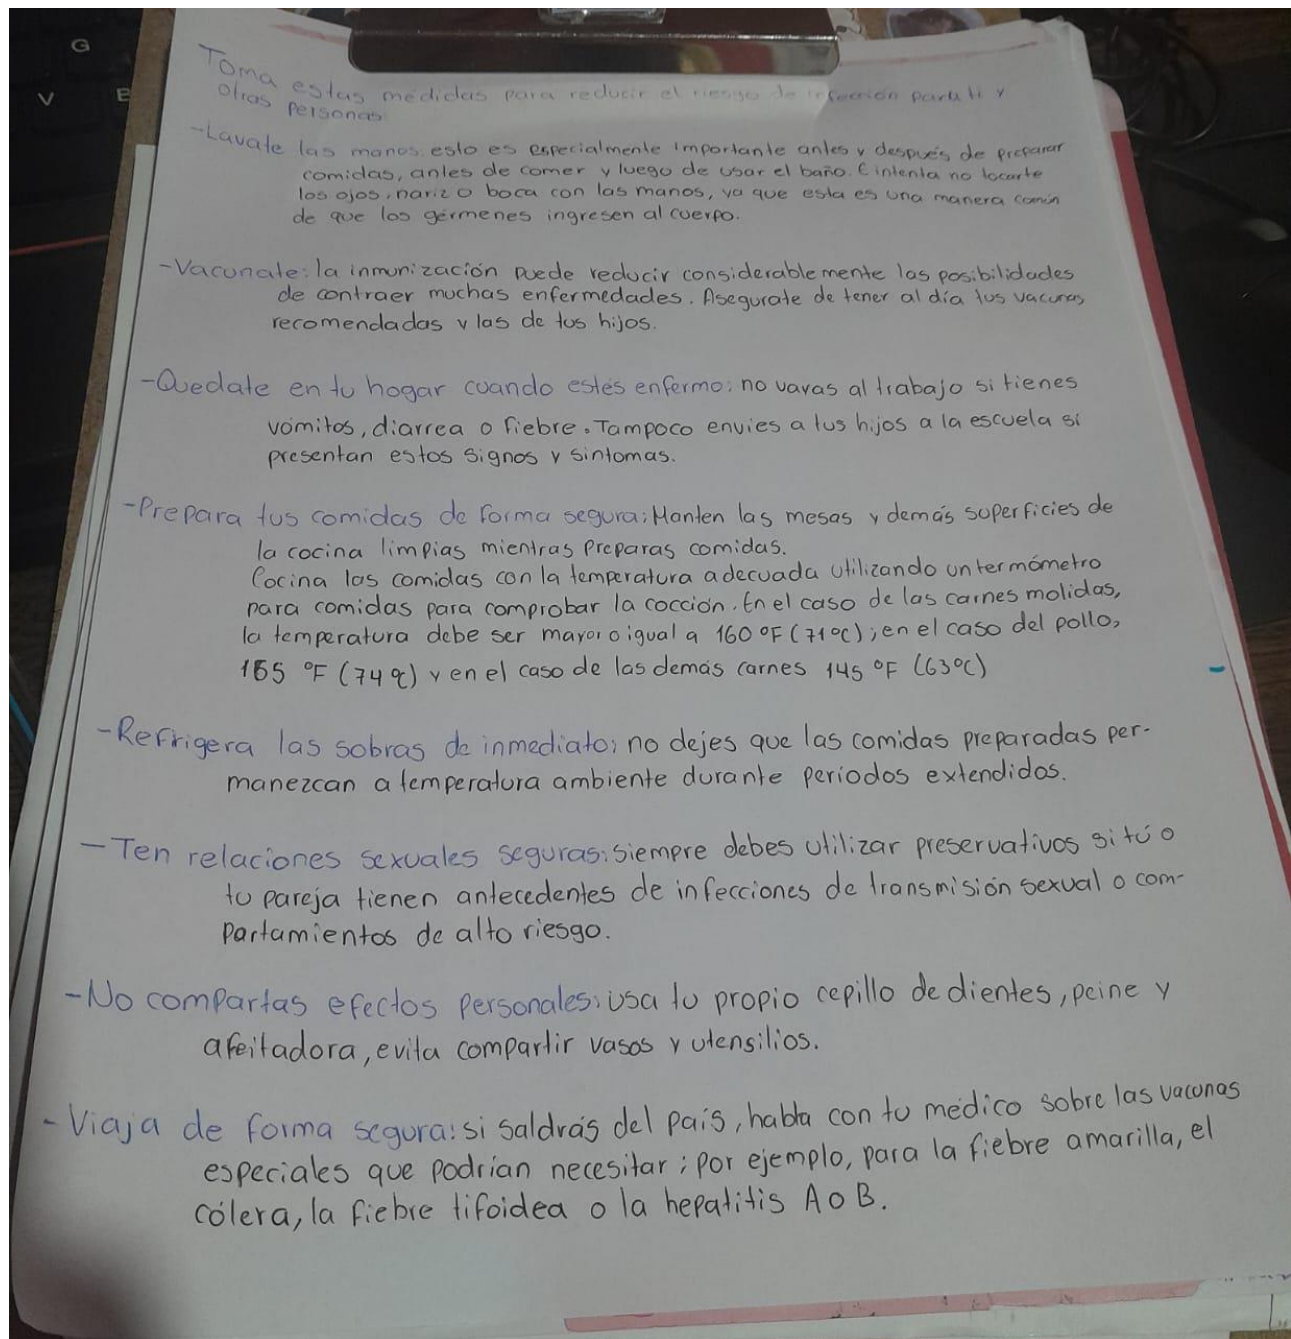 Toma estas medidas para reducir el riesgo de infección para ti y
otras personas
-Lavate las manos: esto es especialmente importante antes y después de preparar
comidas, antes de comer y luego de usar el baño. E intenta no tocarte
los ojos, nariz o boca con las manos, ya que esta es una manera común
de que los gérmenes ingresen al cuerpo.
-Vacunate: la inmunización puede reducir considerablemente las posibilidades
de contraer muchas enfermedades. Asegurate de tener al día tus vacunas
recomendadas y las de tus hijos.
-Quedate en tu hogar cuando estés enfermo: no vayas al trabajo si tienes
vómitos, diarrea o fiebre. Tampoco envies a tus hijos a la escuela si
presentan estos signos y sintomas.
-Prepara tus comidas de forma segura: Manten las mesas y demás superficies de
la cocina limpias mientras preparas comidas.
Cocina las comidas con la temperatura adecuada utilizando un termómetro
para comidas para comprobar la cocción. En el caso de las carnes molidas,
la temperatura debe ser mayor o igual a 160 °F (71°C); en el caso del pollo,
165 °F (74°C) y en el caso de las demás carnes 145 °F (63°C)
-Refrigera las sobras de inmediato: no dejes que las comidas preparadas per-
manezcan a temperatura ambiente durante períodos extendidos.
-Ten relaciones sexuales seguras: siempre debes utilizar preservativos si tú o
tu pareja tienen antecedentes de infecciones de transmisión sexual o com-
partamientos de alto riesgo.
-No compartas efectos personales: usa tu propio cepillo de dientes, peine y
afeitadora, evita compartir vasos y utensilios.
-Viaja de forma segura: si saldrás del país, habla con tu médico sobre las vacunas
especiales que podrían necesitar; por ejemplo, para la fiebre amarilla, el
cólera, la fiebre tifoidea o la hepatitis A o B.
G
V
B